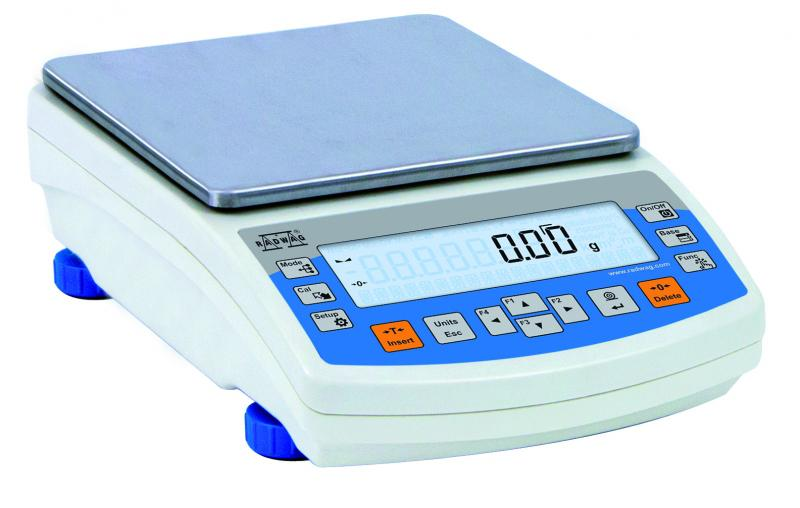 RADWAG®
0.00 g
→0←
www.radwag.com
On/Off
Base
Func
Mode
Cal
Setup
→T←
Insert
Units
Esc
F4
F1
F3
F2
→0←
Delete